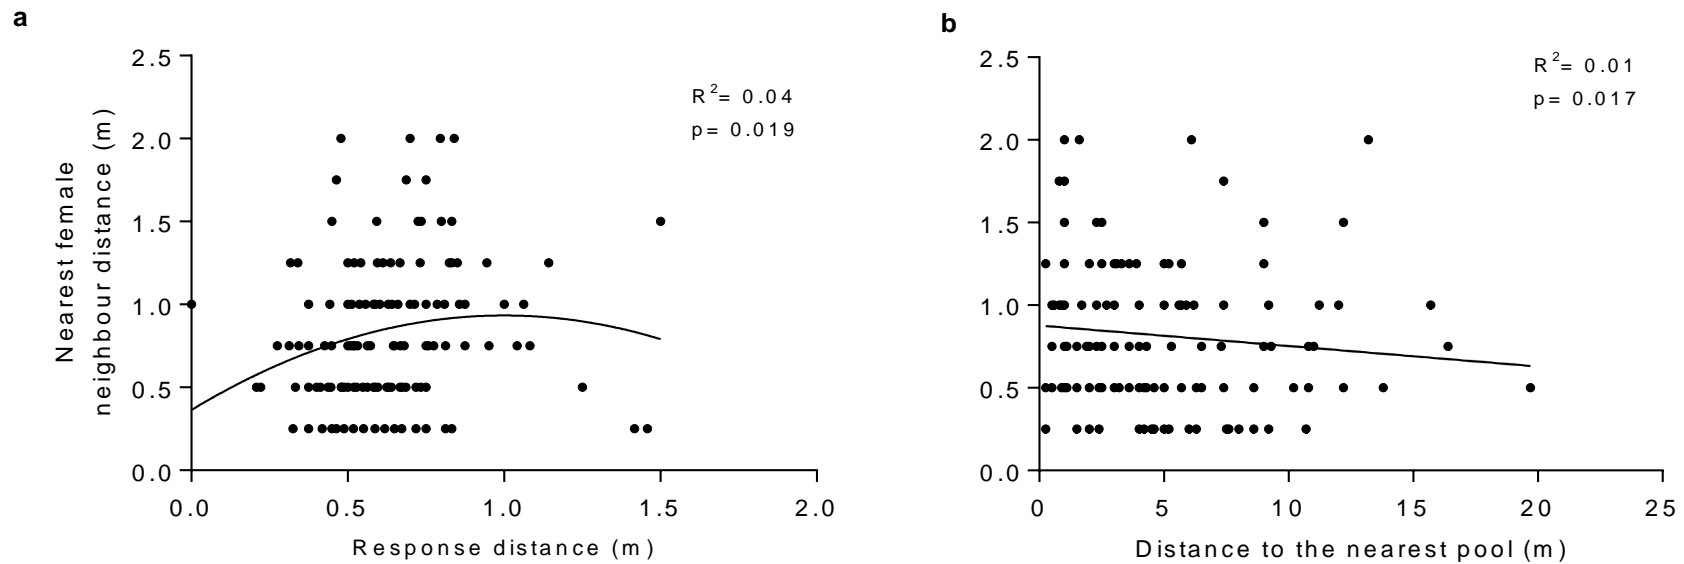 a
2.5
2.0
1.5
1.0
0.5
0.0
Nearest female
neighbour distance (m)
R²= 0.04
p= 0.019
0.0 0.5 1.0 1.5 2.0
Response distance (m)
b
2.5
2.0
1.5
1.0
0.5
0.0
R²= 0.01
p= 0.017
0 5 10 15 20 25
Distance to the nearest pool (m)